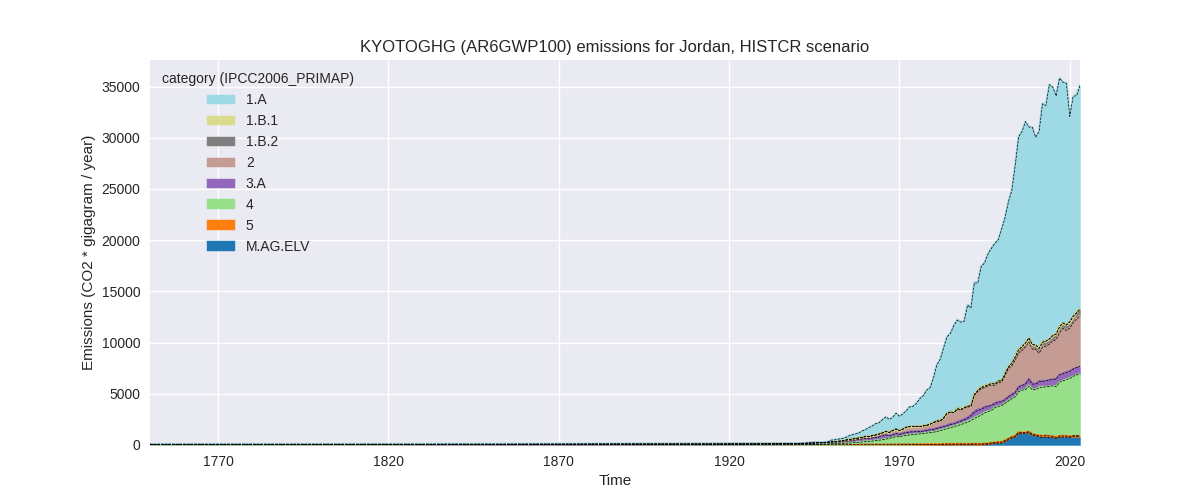 KYOTOGHG (AR6GWP100) emissions for Jordan, HISTCR scenario
category (IPCC2006_PRIMAP)
1.A
1.B.1
1.B.2
2
3.A
4
5
M.AG.ELV
Emissions (CO2 * gigagram / year)
35000
30000
25000
20000
15000
10000
5000
0
1770
1820
1870
1920
1970
2020
Time